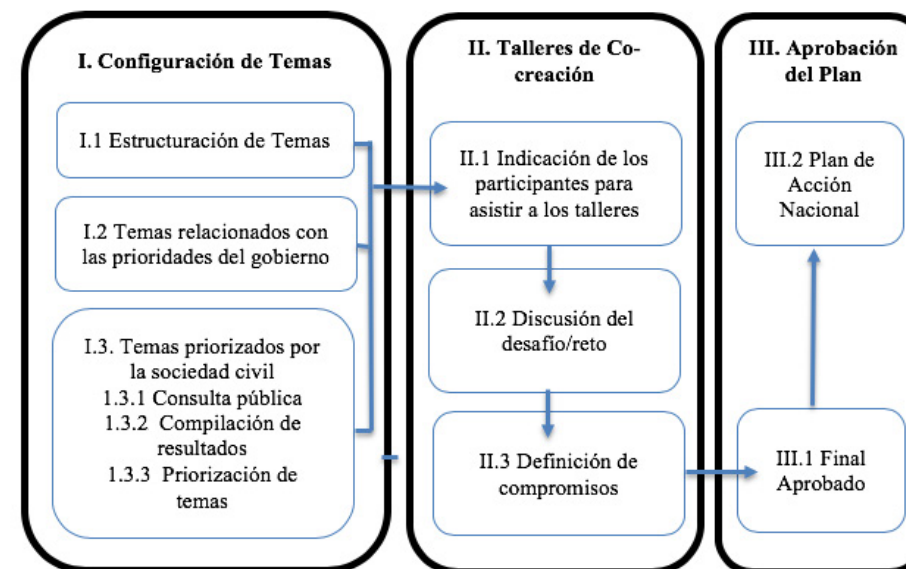 I. Configuración de Temas
I.1 Estructuración de Temas
I.2 Temas relacionados con
las prioridades del gobierno
I.3. Temas priorizados por
la sociedad civil
1.3.1 Consulta pública
1.3.2 Compilación de
resultados
1.3.3 Priorización de
temas
II. Talleres de Co-
creación
II.1 Indicación de los
participantes para
asistir a los talleres
II.2 Discusión del
desafío/reto
II.3 Definición de
compromisos
III. Aprobación
del Plan
III.2 Plan de
Acción
Nacional
III.1 Final
Aprobado